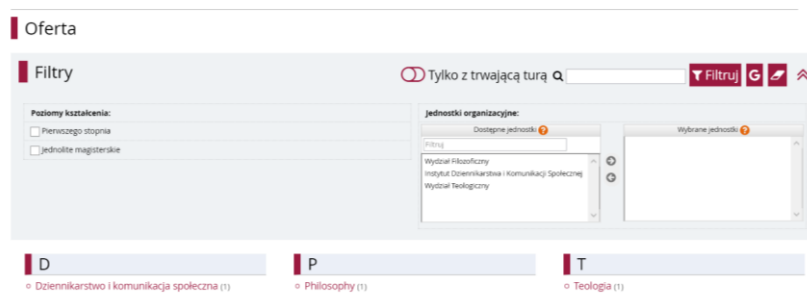 Oferta
Filtry
Tylko z trwającą turą
Filtruj G
Poziomy kształcenia:
Pierwszego stopnia
Jednolite magisterskie
Jednostki organizacyjne:
Dostępne jednostki ?
Wybrane jednostki ?
Filtruj
Wydział Filozoficzny
Instytut Dziennikarstwa i Komunikacji Społecznej
Wydział Teologiczny
D
Dziennikarstwo i komunikacja społeczna (1)
P
Philosophy (1)
T
Teologia (1)